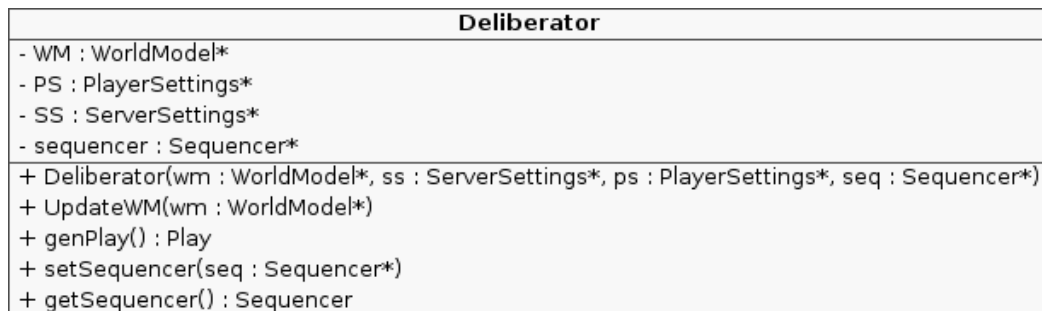 Deliberator
- WM : WorldModel*
- PS : PlayerSettings*
- SS : ServerSettings*
- sequencer : Sequencer*
+ Deliberator(wm : WorldModel*, ss : ServerSettings*, ps : PlayerSettings*, seq : Sequencer*)
+ UpdateWM(wm : WorldModel*)
+ genPlay() : Play
+ setSequencer(seq : Sequencer*)
+ getSequencer() : Sequencer